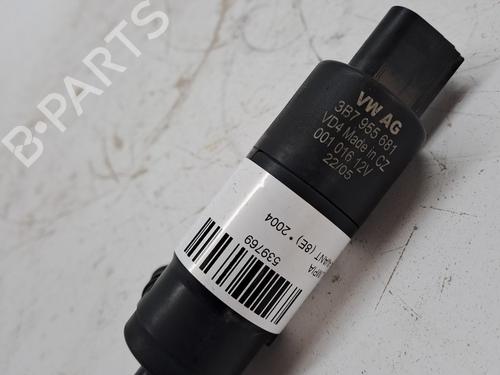 B-PARTS
VW AG
3B7 955 681
VD4 Made in CZ
001 016 12V
22/05
539769
(8E) * 2004